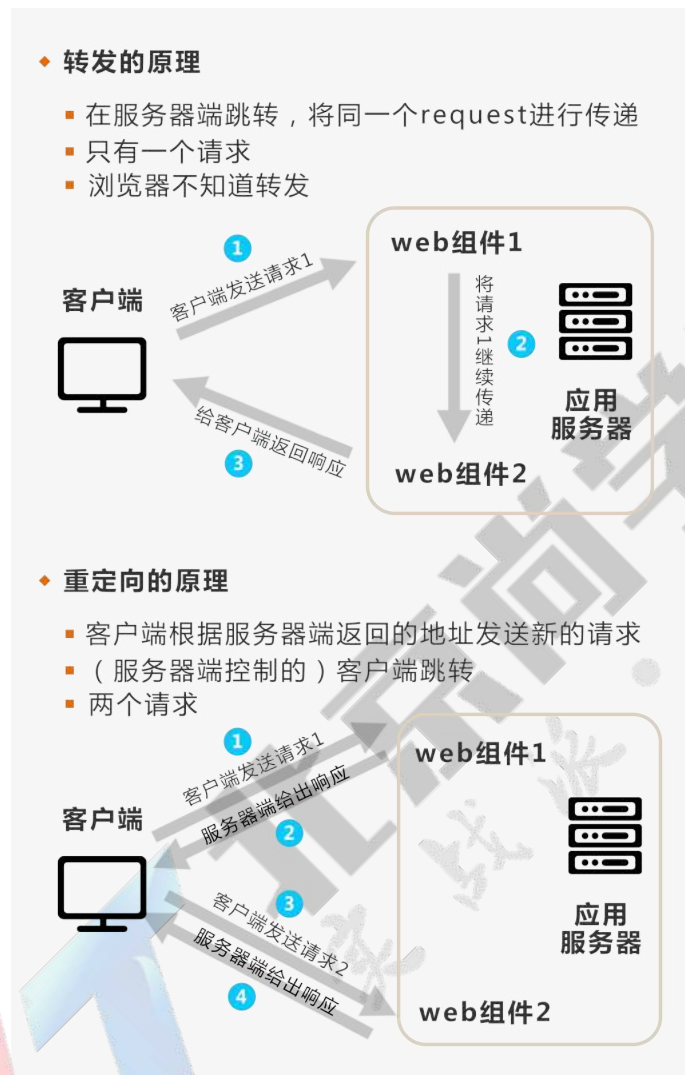 转发的原理
在服务器端跳转，将同一个request进行传递
只有一个请求
浏览器不知道转发
web组件1
1
客户端发送请求1
客户端
将请求1继续传递
2
应用
服务器
给客户端返回响应
3
web组件2
重定向的原理
客户端根据服务器端返回的地址发送新的请求
（服务器端控制的）客户端跳转
两个请求
1
客户端发送请求1
web组件1
服务器端给出响应
2
客户端
3
客户端发送请求2
应用
服务器
服务器端给出响应
4
web组件2
北京尚学
实战派